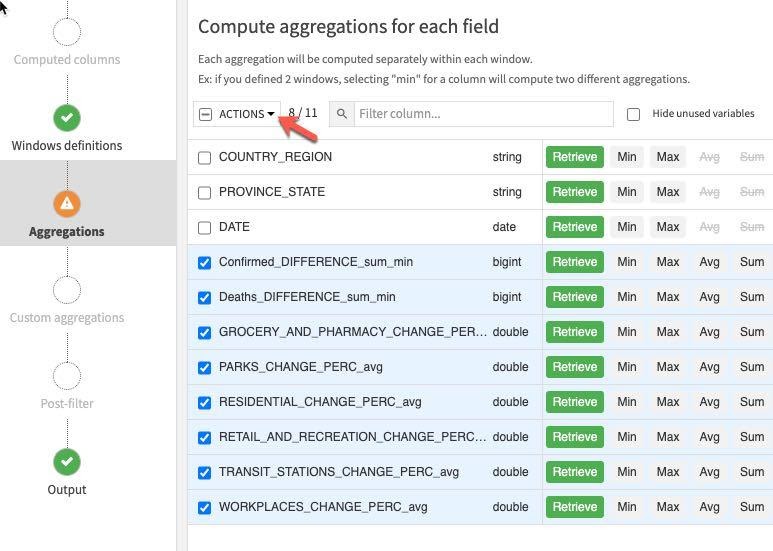 Computed columns
Windows definitions
Aggregations
Custom aggregations
Post-filter
Output
Compute aggregations for each field
Each aggregation will be computed separately within each window.
Ex: if you defined 2 windows, selecting "min" for a column will compute two different aggregations.
ACTIONS 8 / 11 Filter column... Hide unused variables
COUNTRY_REGION string Retrieve Min Max Avg Sum
PROVINCE_STATE string Retrieve Min Max Avg Sum
DATE date Retrieve Min Max Avg Sum
Confirmed_DIFFERENCE_sum_min bigint Retrieve Min Max Avg Sum
Deaths_DIFFERENCE_sum_min bigint Retrieve Min Max Avg Sum
GROCERY_AND_PHARMACY_CHANGE_PER... double Retrieve Min Max Avg Sum
PARKS_CHANGE_PERC_avg double Retrieve Min Max Avg Sum
RESIDENTIAL_CHANGE_PERC_avg double Retrieve Min Max Avg Sum
RETAIL_AND_RECREATION_CHANGE_PERC... double Retrieve Min Max Avg Sum
TRANSIT_STATIONS_CHANGE_PERC_avg double Retrieve Min Max Avg Sum
WORKPLACES_CHANGE_PERC_avg double Retrieve Min Max Avg Sum